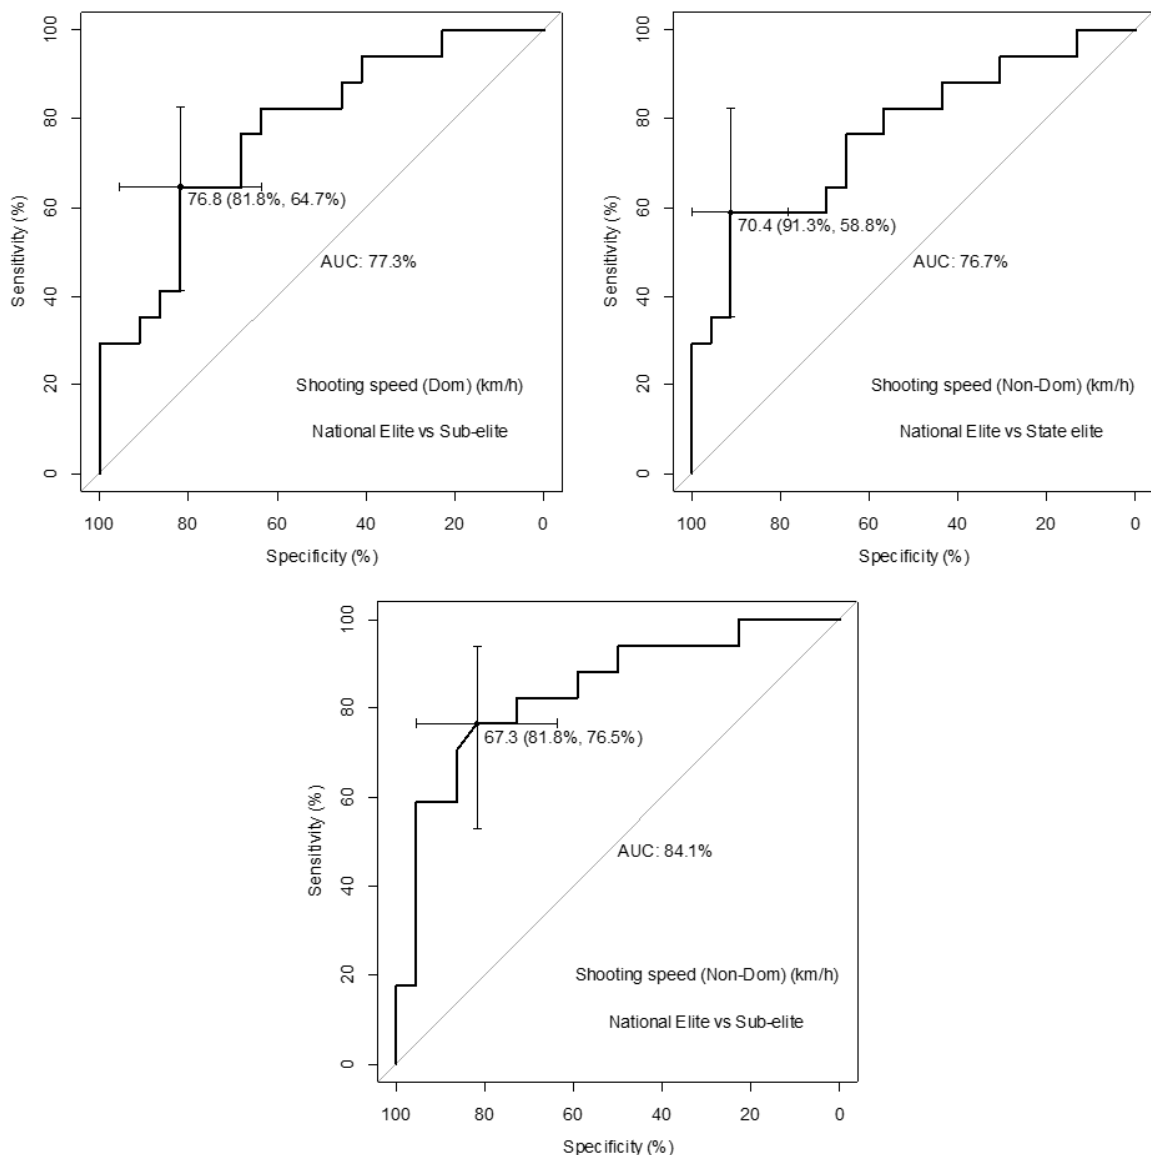 100
80
60
40
20
0
Sensitivity (%)
76.8 (81.8%, 64.7%)
AUC: 77.3%
Shooting speed (Dom) (km/h)
National Elite vs Sub-elite
100 80 60 40 20 0
Specificity (%)
100
80
60
40
20
0
Sensitivity (%)
70.4 (91.3%, 58.8%)
AUC: 76.7%
Shooting speed (Non-Dom) (km/h)
National Elite vs State elite
100 80 60 40 20 0
Specificity (%)
100
80
60
40
20
0
Sensitivity (%)
67.3 (81.8%, 76.5%)
AUC: 84.1%
Shooting speed (Non-Dom) (km/h)
National Elite vs Sub-elite
100 80 60 40 20 0
Specificity (%)